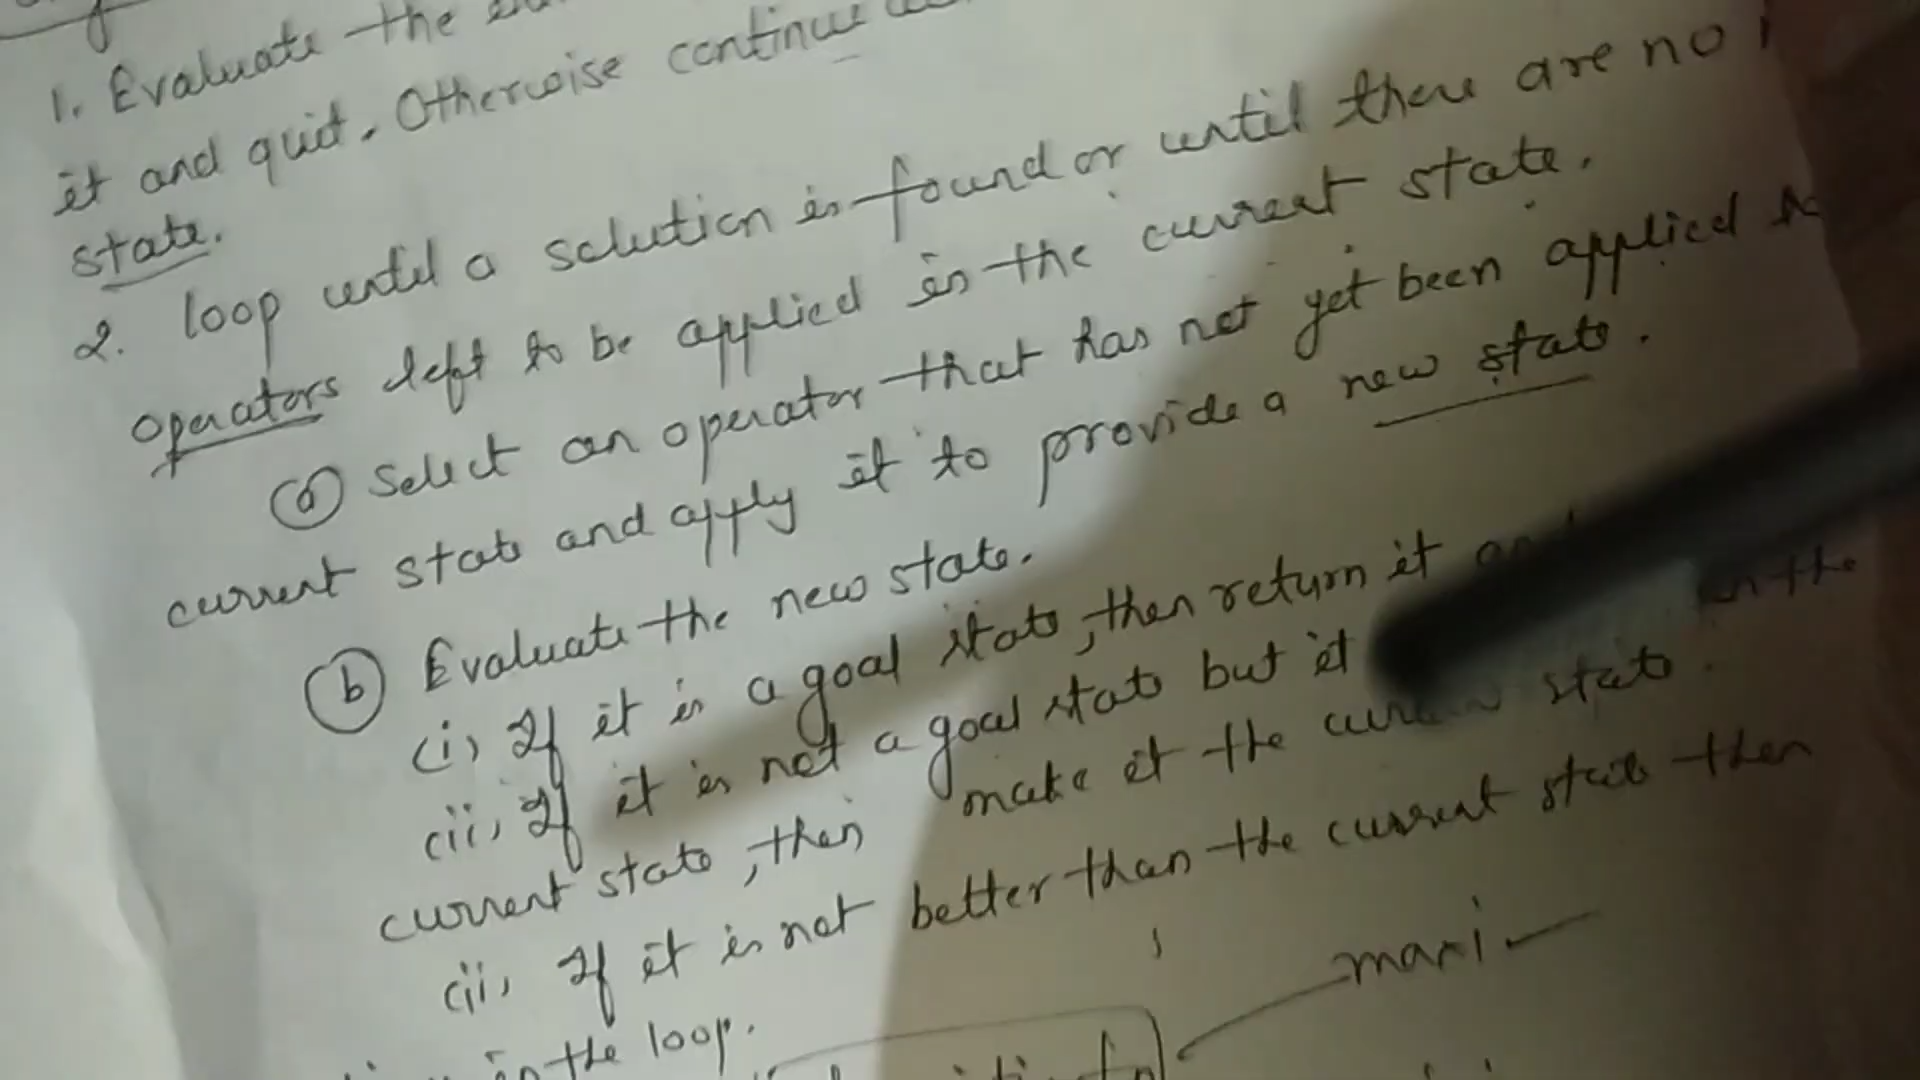 1. Evaluate the
it and quit. Otherwise continue
state.
2. loop until a solution is found or until there are no
operators left to be applied in the current state.
(a) Select an operator that has not yet been applied to
current state and apply it to provide a new state.
(b) Evaluate the new state.
(i) If it is a goal state, then return it
(ii) If it is not a goal state but it the
current state, then make it the current state.
(iii) If it is not better than the current state then
in the loop.
maxi